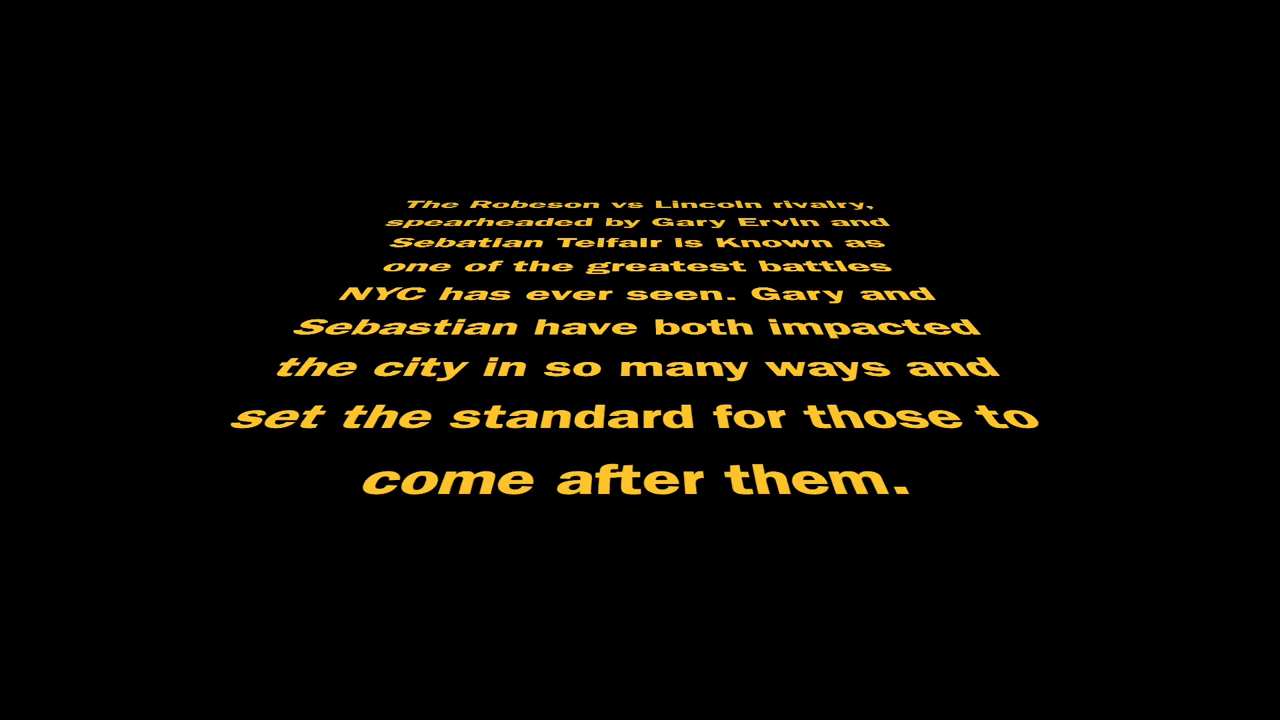 The Robeson vs Lincoln rivalry,
spearheaded by Gary Ervin and
Sebatian Telfair is Known as
one of the greatest battles
NYC has ever seen. Gary and
Sebastian have both impacted
the city in so many ways and
set the standard for those to
come after them.